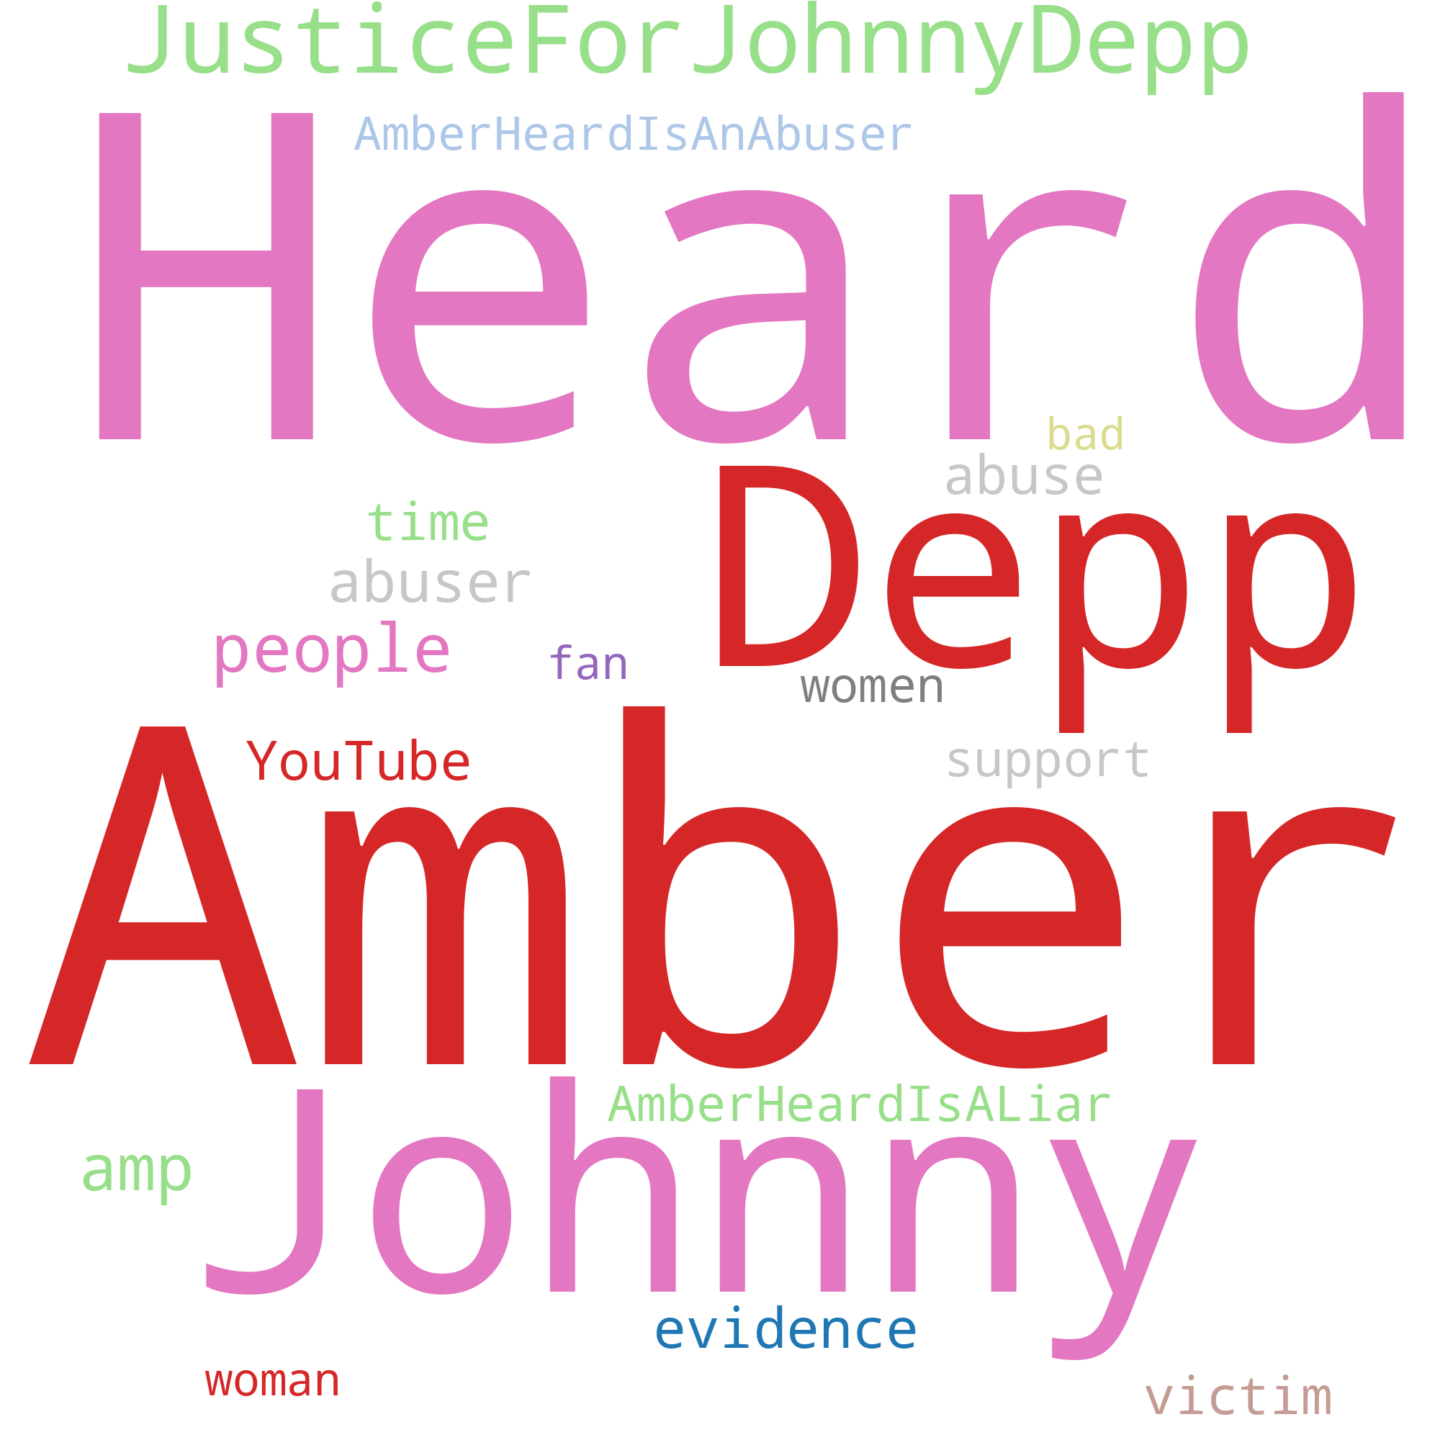 JusticeForJohnnyDepp
AmberHeardIsAnAbuser
Heard
bad
abuse
Depp
time
abuser
people
fan
women
YouTube
support
Amber
AmberHeardIsALiar
amp
Johnny
evidence
woman
victim